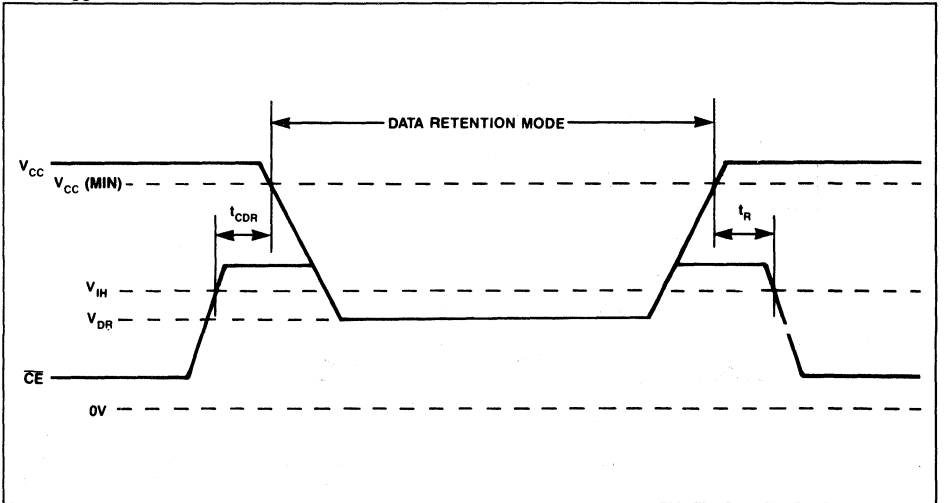 DATA RETENTION MODE
VCC
VCC (MIN)
tCDR
tR
VIH
VDR
CE
0V